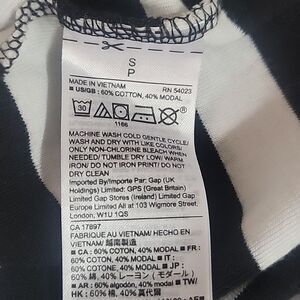 S
P
MADE IN VIETNAM RN 54023
■ US/GB : 60% COTTON, 40% MODAL
30
1166
MACHINE WASH COLD GENTLE CYCLE/
WASH AND DRY WITH LIKE COLORS/
ONLY NON-CHLORINE BLEACH WHEN
NEEDED/ TUMBLE DRY LOW/ WARM
IRON/ DO NOT IRON PRINT/ DO NOT
DRY CLEAN
Imported By/Importe Par: Gap (UK
Holdings) Limited: GPS (Great Britain)
Limited Gap Stores (Ireland) Limited Gap
Europe Limited All at 103 Wigmore Street,
London, W1U 1QS
CA 17897
FABRIQUE AU VIETNAM/ HECHO EN
VIETNAM/ 越南製造
■ CA : 60% COTTON, 40% MODAL ■ FR :
60% COTON, 40% MODAL ■ IT :
60% COTONE, 40% MODAL ■ JP :
60% 綿, 40% レーヨン ( モダール )
■ AR : 60% algodón, 40% modal ■ TW/
HK : 60% 棉, 40% 莫代爾